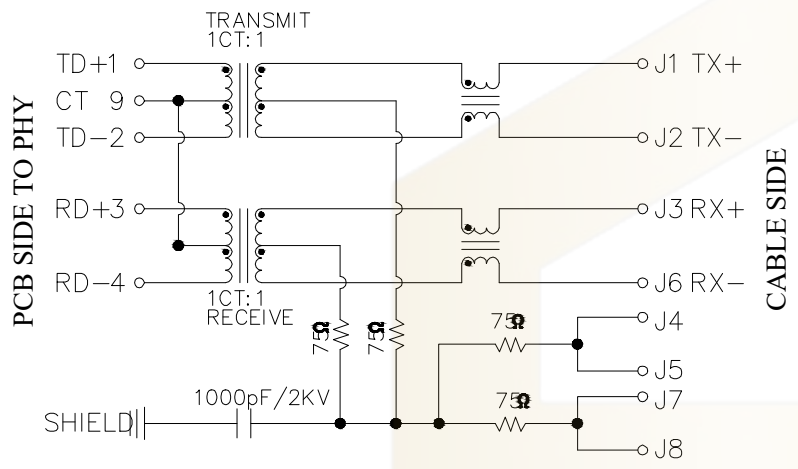 TRANSMIT
1CT:1
TD+1
J1 TX+
CT 9
TD-2
J2 TX-
PCB SIDE TO PHY
CABLE SIDE
RD+3
J3 RX+
RD-4
J6 RX-
1CT:1
RECEIVE
75Ω
75Ω
75Ω
J4
J5
1000pF/2KV
75Ω
J7
SHIELD
J8